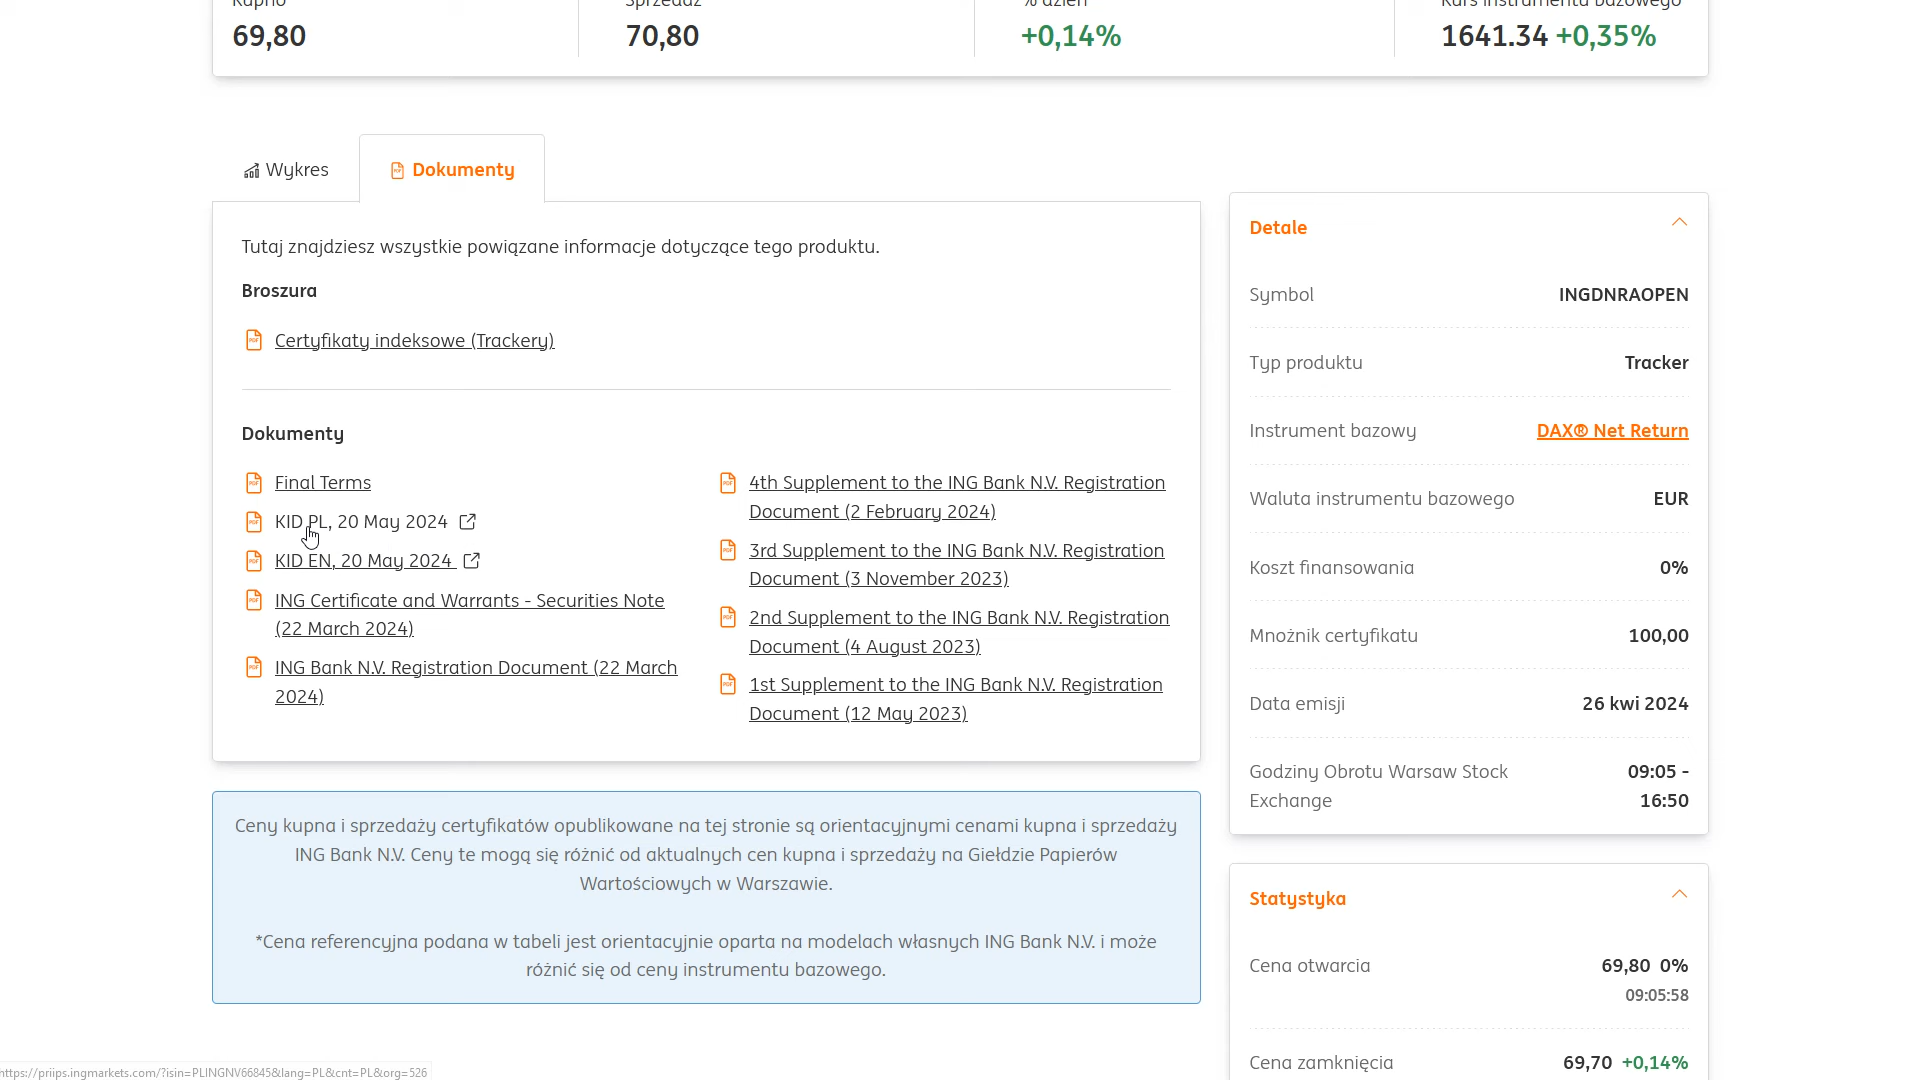 Kupno
69,80
Sprzedaż
70,80
% dzień
+0,14%
Kurs instrumentu bazowego
1641.34 +0,35%
Wykres
Dokumenty
Tutaj znajdziesz wszystkie powiązane informacje dotyczące tego produktu.
Broszura
Certyfikaty indeksowe (Trackery)
Dokumenty
Final Terms
KID PL, 20 May 2024
KID EN, 20 May 2024
ING Certificate and Warrants - Securities Note
(22 March 2024)
ING Bank N.V. Registration Document (22 March
2024)
4th Supplement to the ING Bank N.V. Registration
Document (2 February 2024)
3rd Supplement to the ING Bank N.V. Registration
Document (3 November 2023)
2nd Supplement to the ING Bank N.V. Registration
Document (4 August 2023)
1st Supplement to the ING Bank N.V. Registration
Document (12 May 2023)
Ceny kupna i sprzedaży certyfikatów opublikowane na tej stronie są orientacyjnymi cenami kupna i sprzedaży
ING Bank N.V. Ceny te mogą się różnić od aktualnych cen kupna i sprzedaży na Giełdzie Papierów
Wartościowych w Warszawie.
*Cena referencyjna podana w tabeli jest orientacyjnie oparta na modelach własnych ING Bank N.V. i może
różnić się od ceny instrumentu bazowego.
Detale
Symbol INGDNRAOPEN
Typ produktu Tracker
Instrument bazowy DAX® Net Return
Waluta instrumentu bazowego EUR
Koszt finansowania 0%
Mnożnik certyfikatu 100,00
Data emisji 26 kwi 2024
Godziny Obrotu Warsaw Stock 09:05 -
Exchange 16:50
Statystyka
Cena otwarcia 69,80 0%
09:05:58
Cena zamknięcia 69,70 +0,14%
https://priips.ingmarkets.com/?isin=PLINGNV66845&lang=PL&cnt=PL&org=526